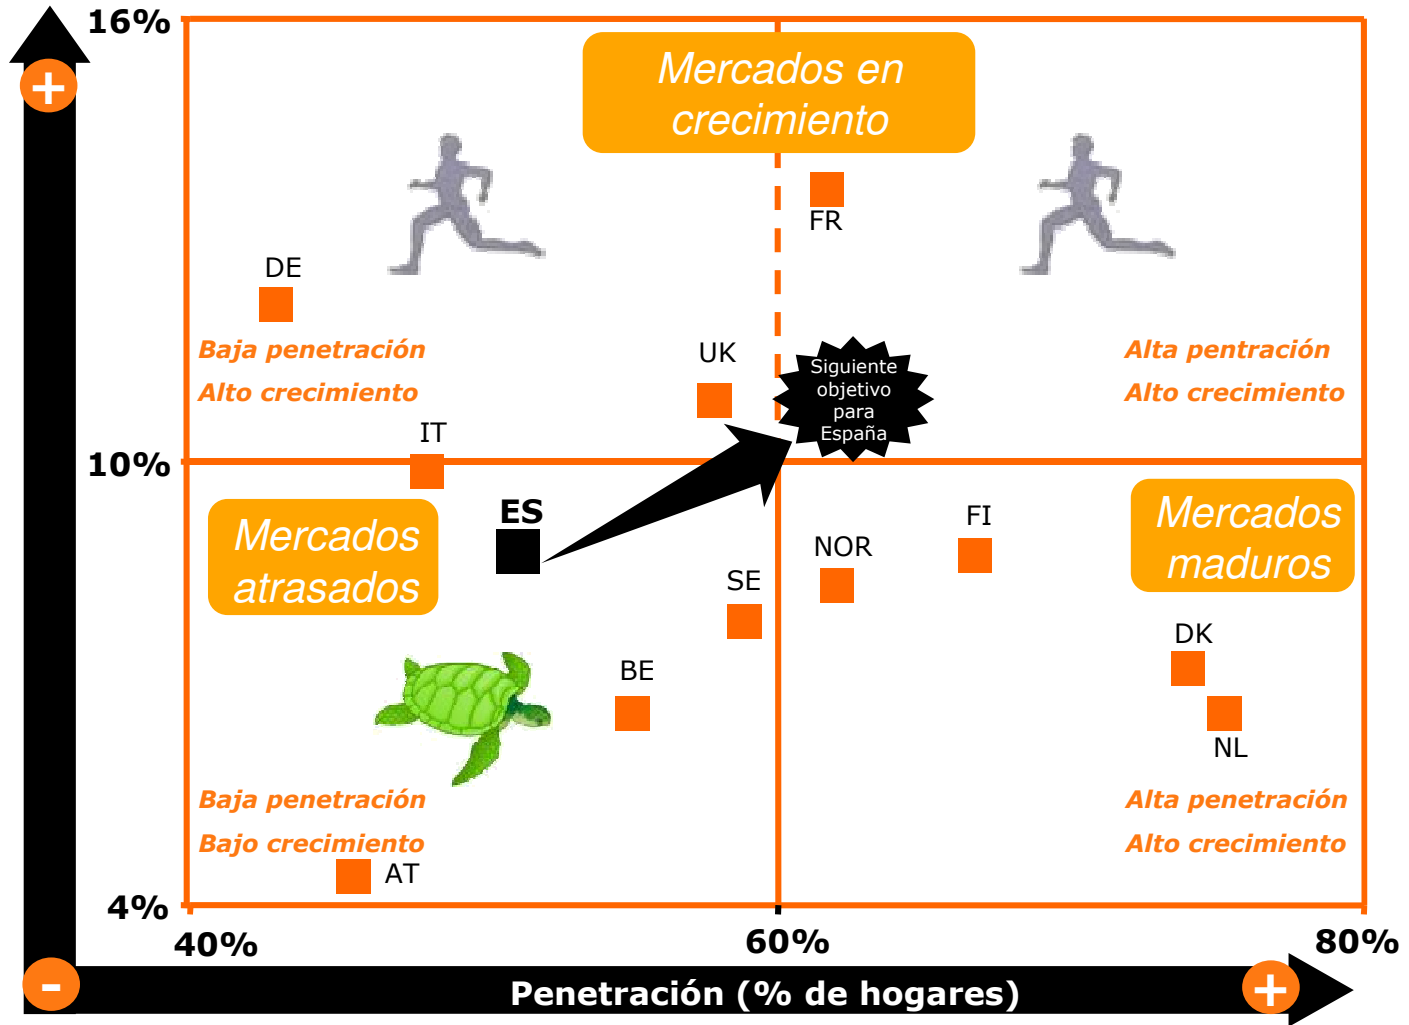 16%
+
Mercados en
crecimiento
FR
DE
Baja penetración
Alto crecimiento
UK
Siguiente
objetivo
para
España
Alta pentración
Alto crecimiento
IT
10%
ES
Mercados
atrasados
FI
NOR
SE
Mercados
maduros
DK
BE
NL
Baja penetración
Bajo crecimiento
AT
Alta penetración
Alto crecimiento
4%
40%
60%
80%
-
Penetración (% de hogares)
+